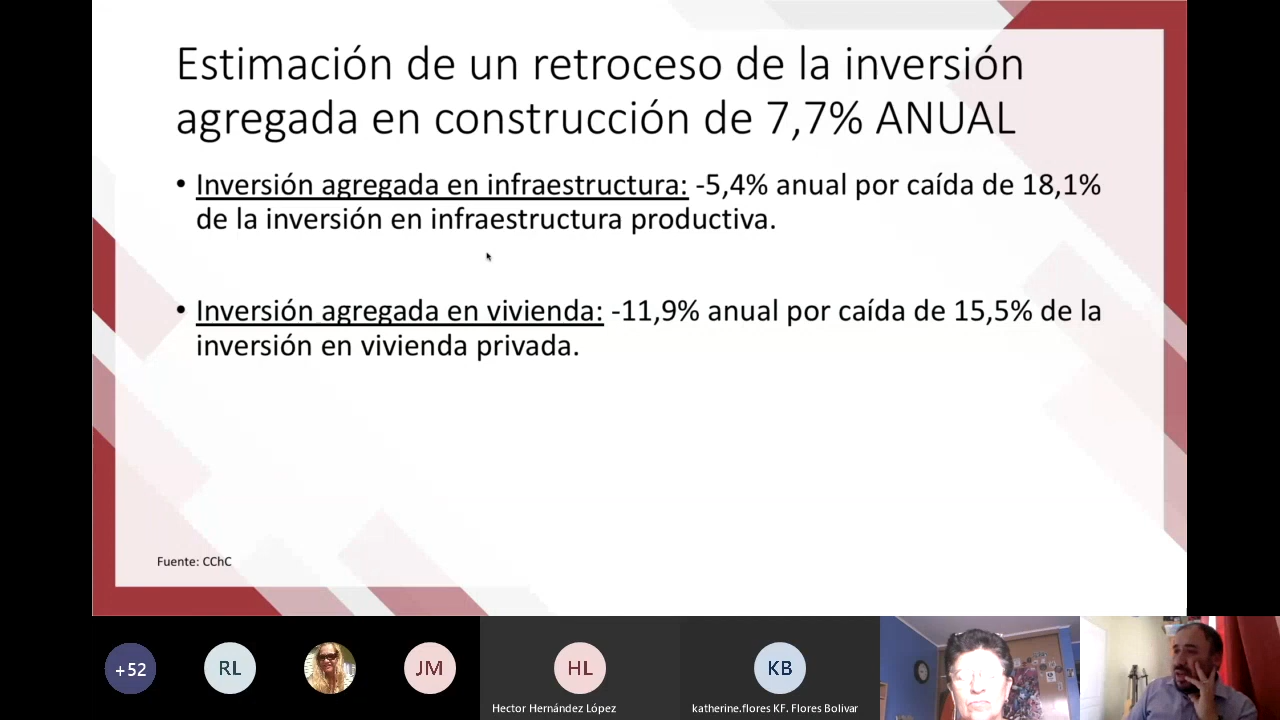 Estimación de un retroceso de la inversión
agregada en construcción de 7,7% ANUAL
• Inversión agregada en infraestructura: -5,4% anual por caída de 18,1%
de la inversión en infraestructura productiva.
• Inversión agregada en vivienda: -11,9% anual por caída de 15,5% de la
inversión en vivienda privada.
Fuente: CChC
+52
RL
JM
HL
KB
Hector Hernández López
katherine.flores KF. Flores Bolivar